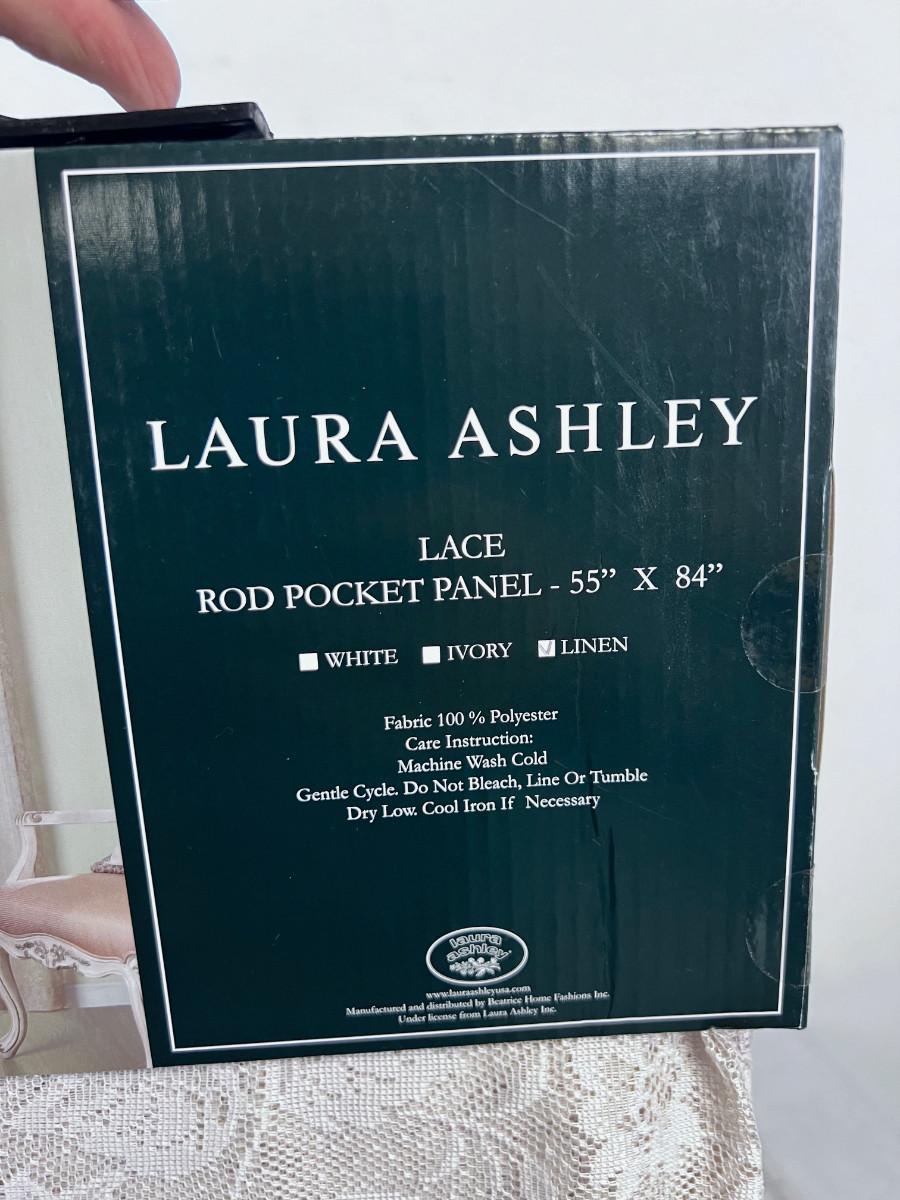 LAURA ASHLEY
LACE
ROD POCKET PANEL - 55” X 84”
WHITE IVORY LINEN
Fabric 100 % Polyester
Care Instruction:
Machine Wash Cold
Gentle Cycle. Do Not Bleach, Line Or Tumble
Dry Low. Cool Iron If Necessary
laura
ashley
www.lauraashleyusa.com
Manufactured and distributed by Beatrice Home Fashions Inc.
Under license from Laura Ashley Inc.